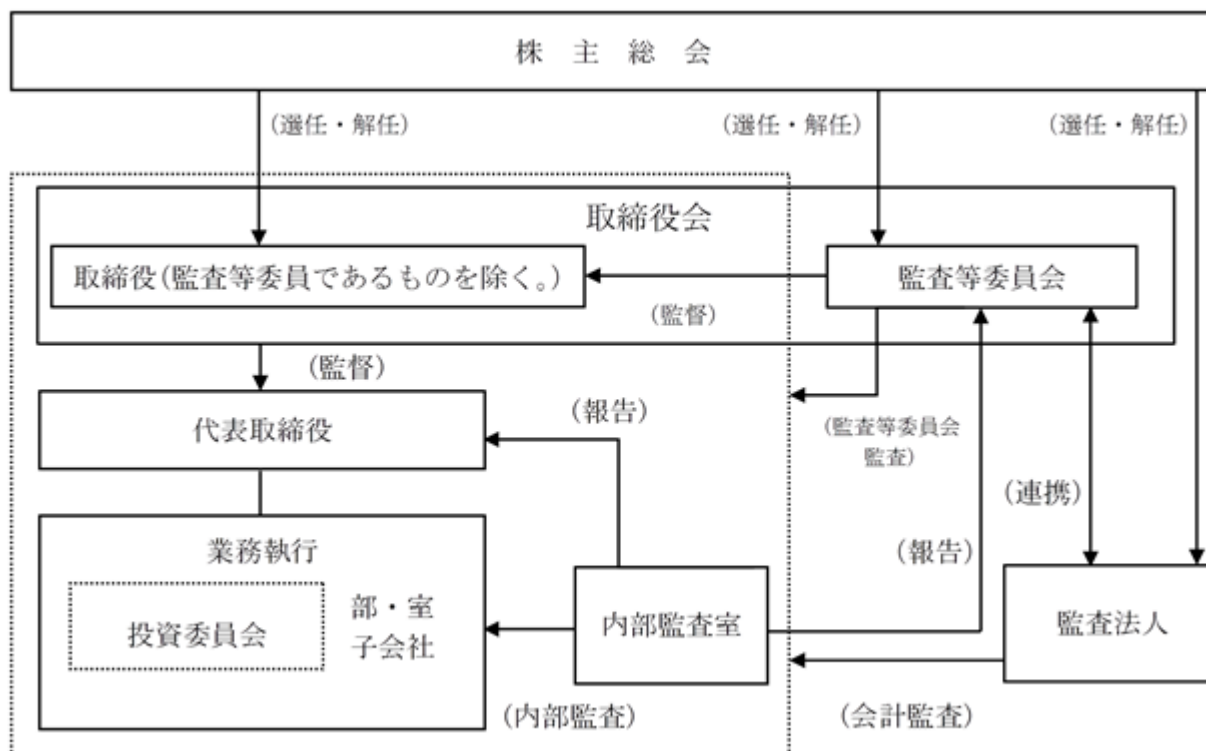 株 主 総 会
(選任・解任)
(選任・解任)
(選任・解任)
取締役会
取締役(監査等委員であるものを除く。)
監査等委員会
(監督)
(監督)
代表取締役
(報告)
(監査等委員会
監査)
(連携)
(報告)
業務執行
投資委員会
部・室
子会社
内部監査室
監査法人
(内部監査)
(会計監査)